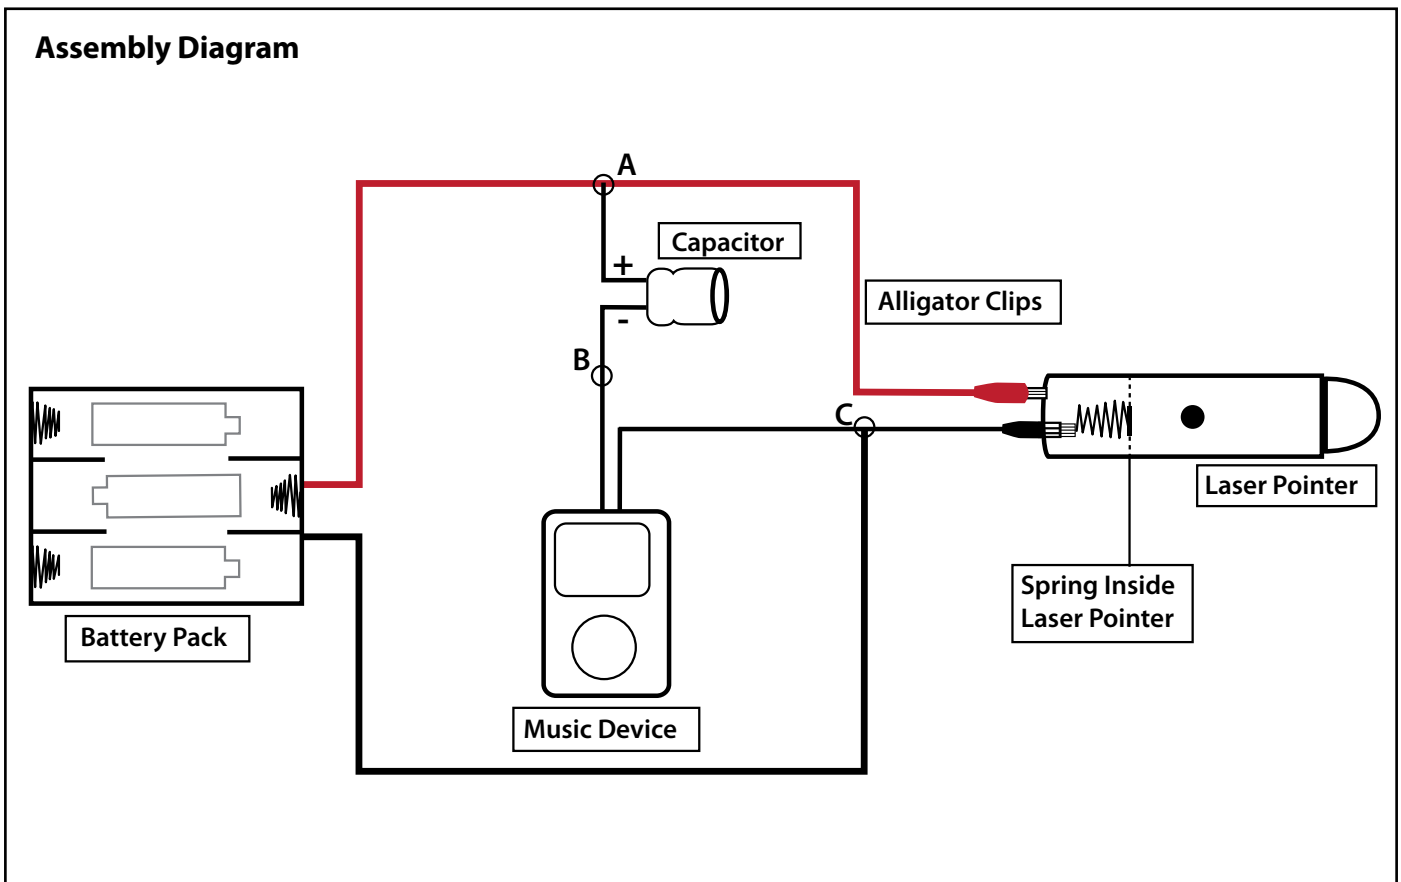 Assembly Diagram
A
Capacitor
+
-
Alligator Clips
B
C
Laser Pointer
Spring Inside
Laser Pointer
Battery Pack
Music Device